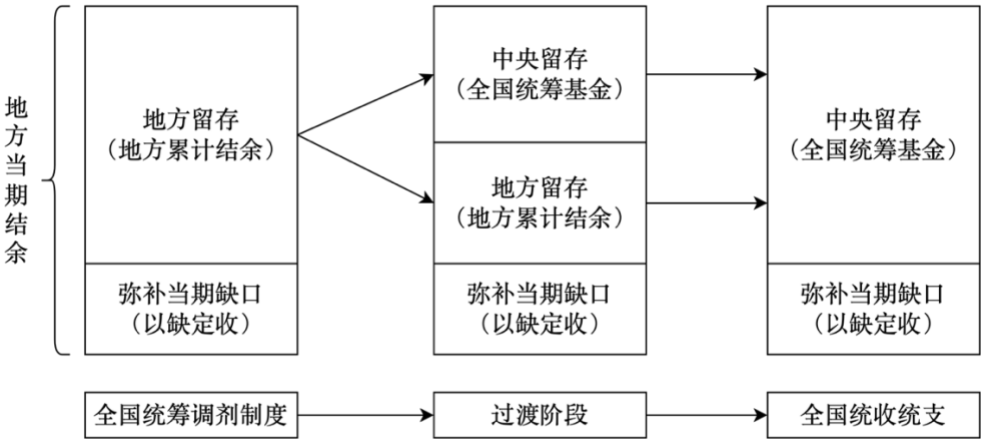 地方当期结余
地方留存
（地方累计结余）
弥补当期缺口
（以缺定收）
中央留存
（全国统筹基金）
地方留存
（地方累计结余）
弥补当期缺口
（以缺定收）
中央留存
（全国统筹基金）
弥补当期缺口
（以缺定收）
全国统筹调剂制度
过渡阶段
全国统收统支